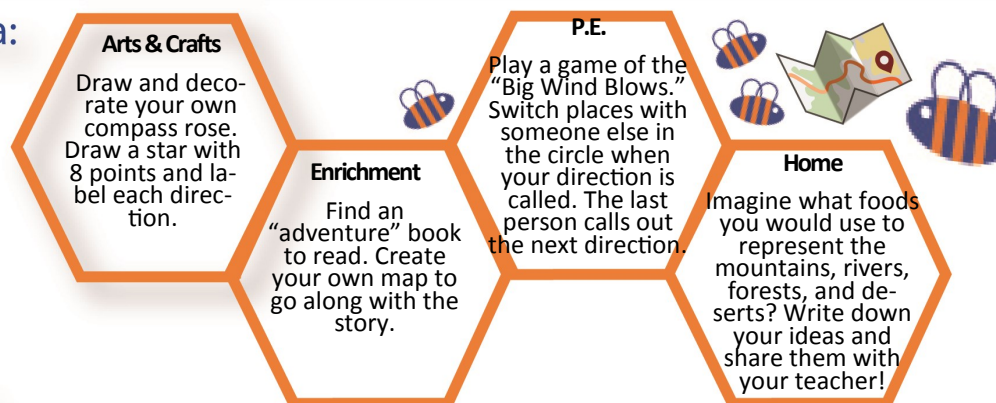 a:
Arts & Crafts
Draw and deco-
rate your own
compass rose.
Draw a star with
8 points and la-
bel each direc-
tion.
Enrichment
Find an
“adventure” book
to read. Create
your own map to
go along with the
story.
P.E.
Play a game of the
“Big Wind Blows.”
Switch places with
someone else in
the circle when
your direction is
called. The last
person calls out
the next direction.
Home
Imagine what foods
you would use to
represent the
mountains, rivers,
forests, and de-
serts? Write down
your ideas and
share them with
your teacher!